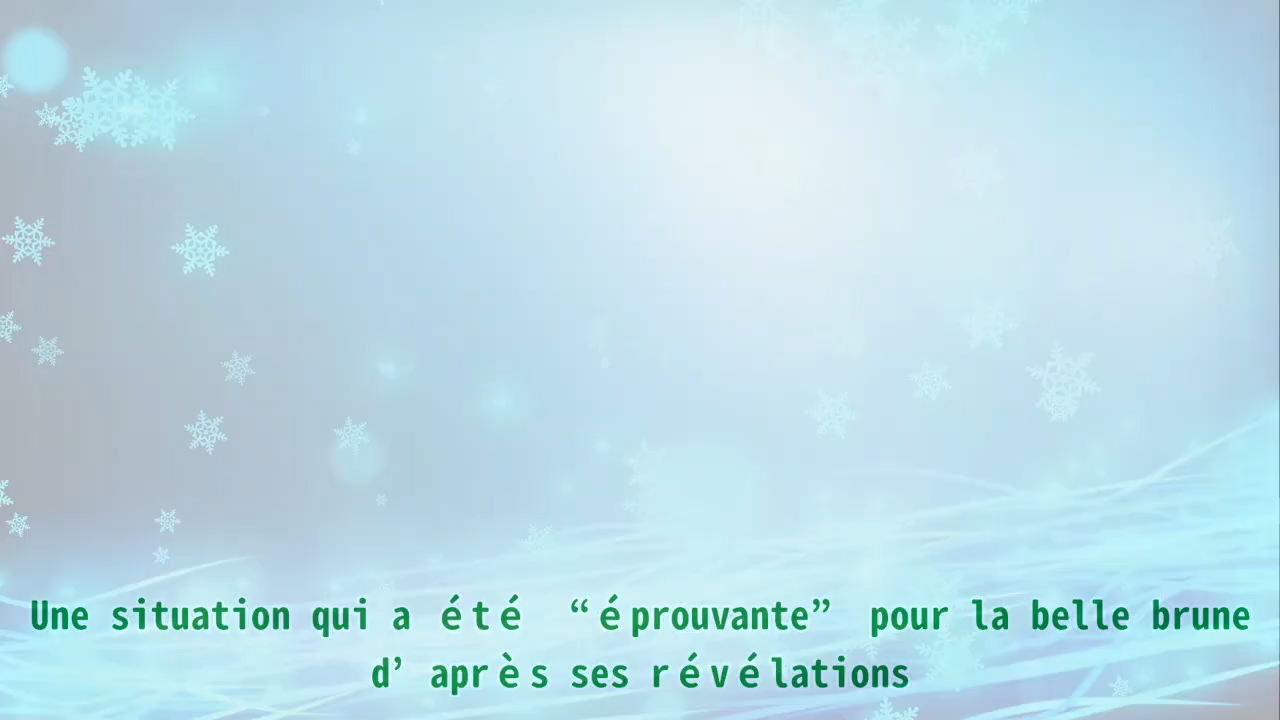 Une situation qui a été “éprouvante” pour la belle brune
d’après ses révélations